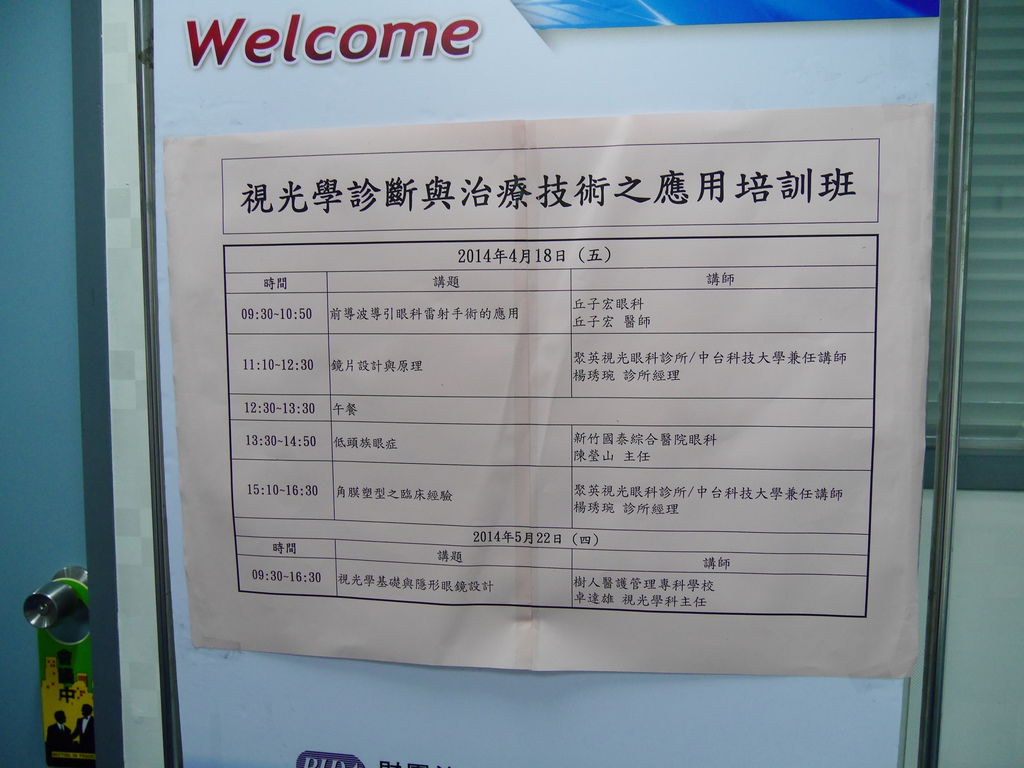 Welcome
視光學診斷與治療技術之應用培訓班
2014年4月18日（五）
時間 講題 講師
09:30~10:50 前導波導引眼科雷射手術的應用 丘子宏眼科
丘子宏 醫師
11:10~12:30 鏡片設計與原理 聚英視光眼科診所/中台科技大學兼任講師
楊琇琬 診所經理
12:30~13:30 午餐
13:30~14:50 低頭族眼症 新竹國泰綜合醫院眼科
陳瑩山 主任
15:10~16:30 角膜塑型之臨床經驗 聚英視光眼科診所/中台科技大學兼任講師
楊琇琬 診所經理
2014年5月22日（四）
時間 講題 講師
09:30~16:30 視光學基礎與隱形眼鏡設計 樹人醫護管理專科學校
卓達雄 視光學科主任
會議中
PIDA 財團法